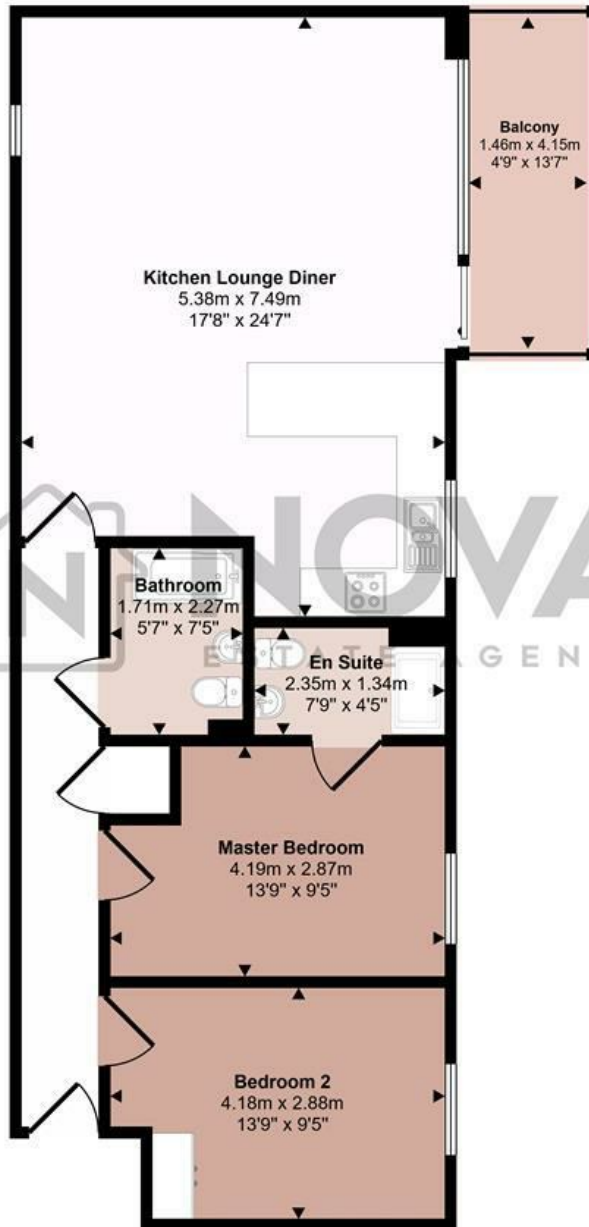 Balcony
1.46m x 4.15m
4'9" x 13'7"
Kitchen Lounge Diner
5.38m x 7.49m
17'8" x 24'7"
N NOVA
ESTATE AGEN
Bathroom
1.71m x 2.27m
5'7" x 7'5"
En Suite
2.35m x 1.34m
7'9" x 4'5"
Master Bedroom
4.19m x 2.87m
13'9" x 9'5"
Bedroom 2
4.18m x 2.88m
13'9" x 9'5"